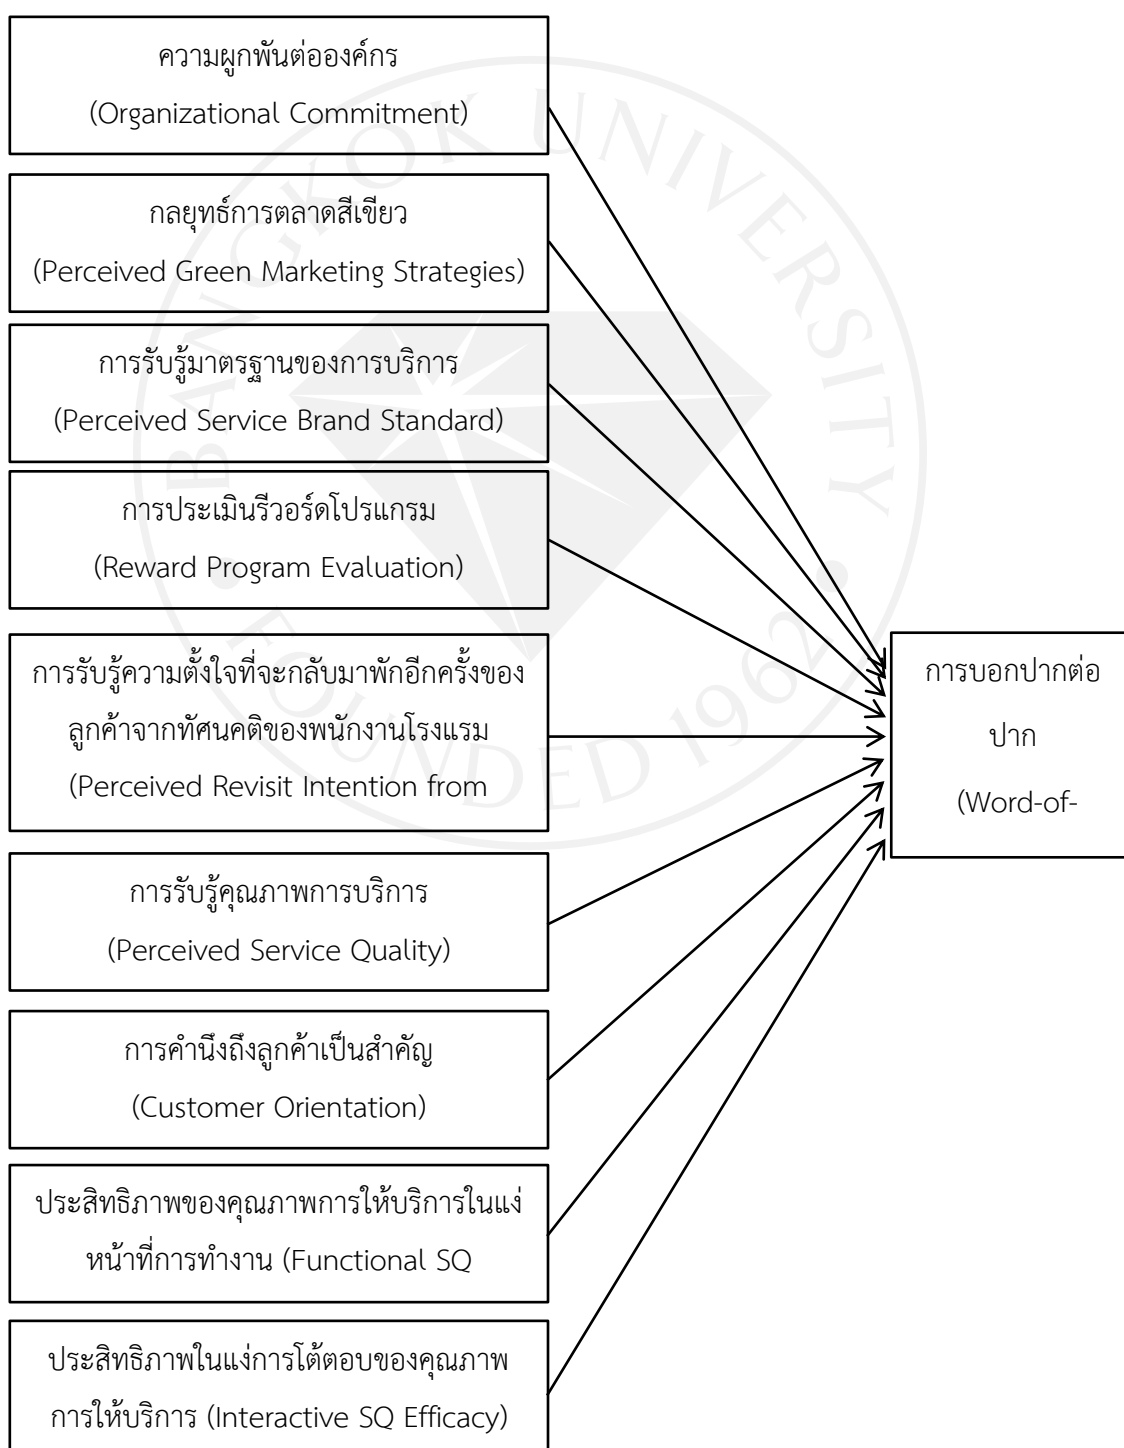 ความผูกพันต่อองค์กร
(Organizational Commitment)
กลยุทธ์การตลาดสีเขียว
(Perceived Green Marketing Strategies)
การรับรู้มาตรฐานของการบริการ
(Perceived Service Brand Standard)
การประเมินรีวอร์ดโปรแกรม
(Reward Program Evaluation)
การรับรู้ความตั้งใจที่จะกลับมาพักอีกครั้งของ
ลูกค้าจากทัศนคติของพนักงานโรงแรม
(Perceived Revisit Intention from
การรับรู้คุณภาพการบริการ
(Perceived Service Quality)
การคำนึงถึงลูกค้าเป็นสำคัญ
(Customer Orientation)
ประสิทธิภาพของคุณภาพการให้บริการในแง่
หน้าที่การทำงาน (Functional SQ
ประสิทธิภาพในแง่การโต้ตอบของคุณภาพ
การให้บริการ (Interactive SQ Efficacy)
การบอกปากต่อ
ปาก
(Word-of-
BANGKOK UNIVERSITY
FOUNDED 1962